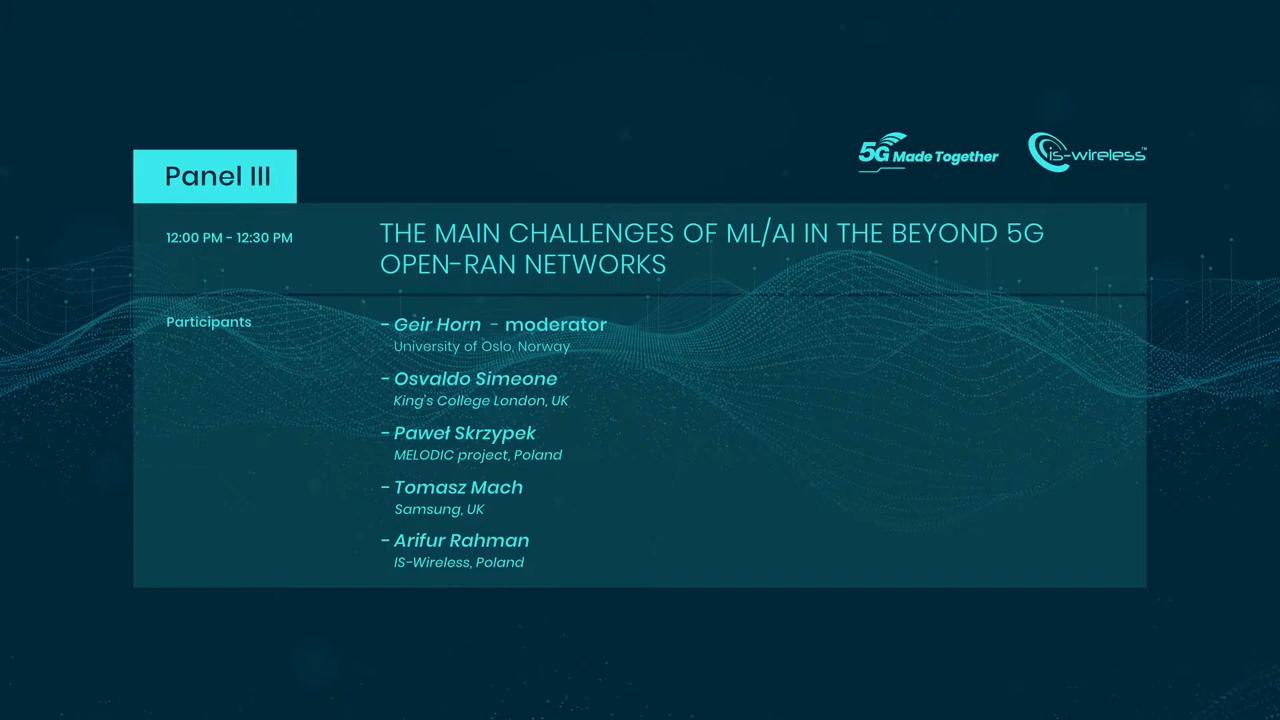 5G Made Together
is-wireless™
Panel III
12:00 PM - 12:30 PM
THE MAIN CHALLENGES OF ML/AI IN THE BEYOND 5G
OPEN-RAN NETWORKS
Participants
- Geir Horn - moderator
University of Oslo, Norway
- Osvaldo Simeone
King's College London, UK
- Paweł Skrzypek
MELODIC project, Poland
- Tomasz Mach
Samsung, UK
- Arifur Rahman
IS-Wireless, Poland